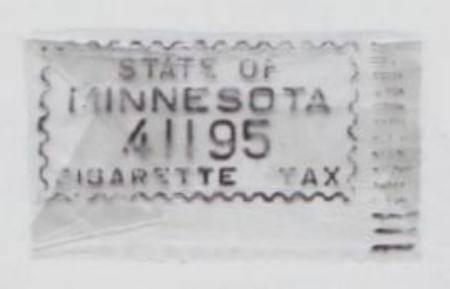 STATE OF
MINNESOTA
41195
CIGARETTE TAX